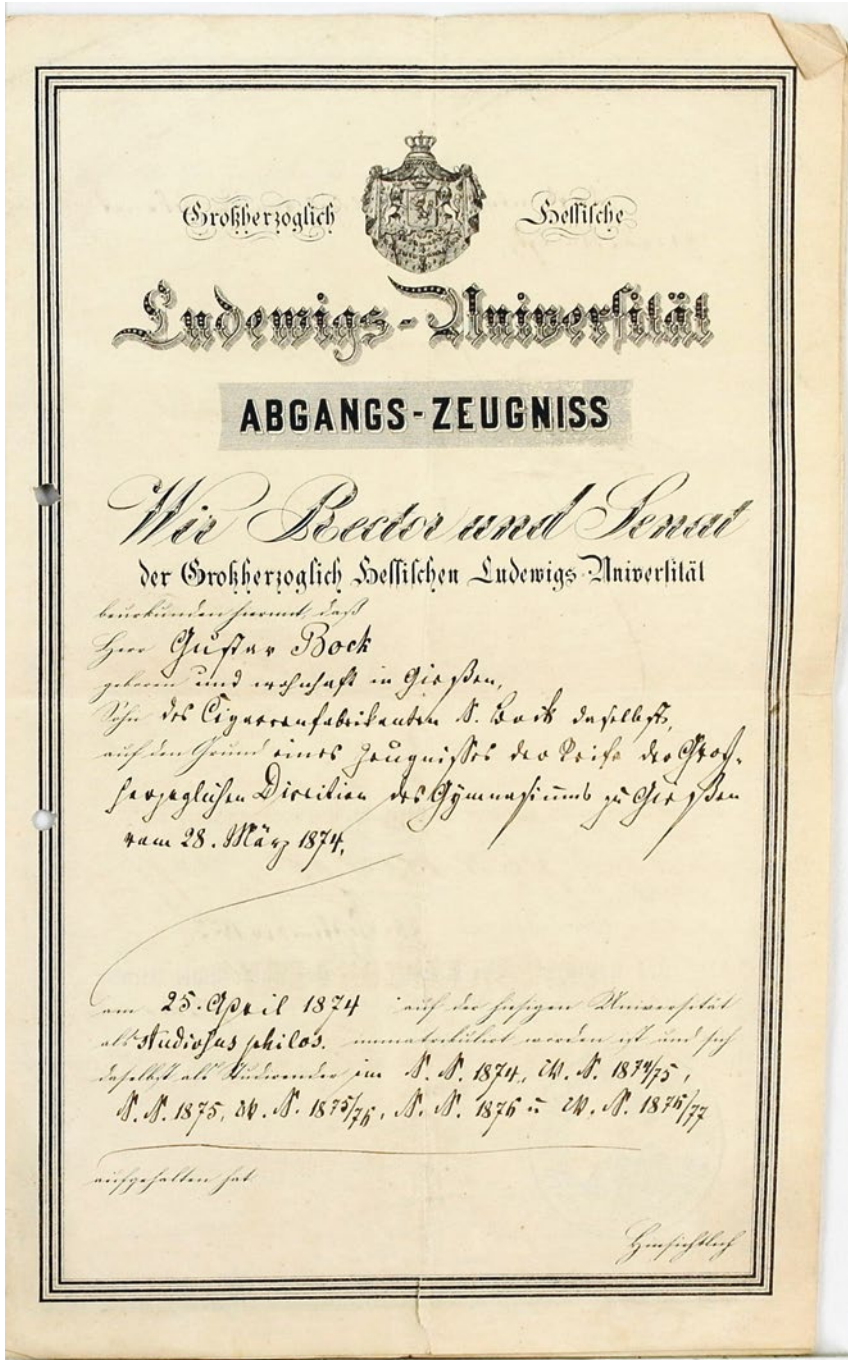 Großherzoglich Hessische
Ludewigs-Universität
ABGANGS-ZEUGNISS
Wir Rector und Senat
der Großherzoglich Hessischen Ludewigs-Universität
beurkunden hiermit, daß
Herr Gustav Bock
geboren und wohnhaft in Gießen,
Sohn des Cigarrenfabrikanten S. Bock daselbst,
auf den Grund eines Zeugnisses der Reife der Groß-
herzoglichen Direction des Gymnasiums zu Gießen
vom 28. März 1874,
am 25. April 1874 auf der hiesigen Universität
als studiosus philos. immatrikulirt worden ist und sich
daselbst als Studirender im S. S. 1874, W. S. 1874/75,
S. S. 1875, W. S. 1875/76, S. S. 1876 u W. S. 1876/77
aufgehalten hat.
Hinsichtlich